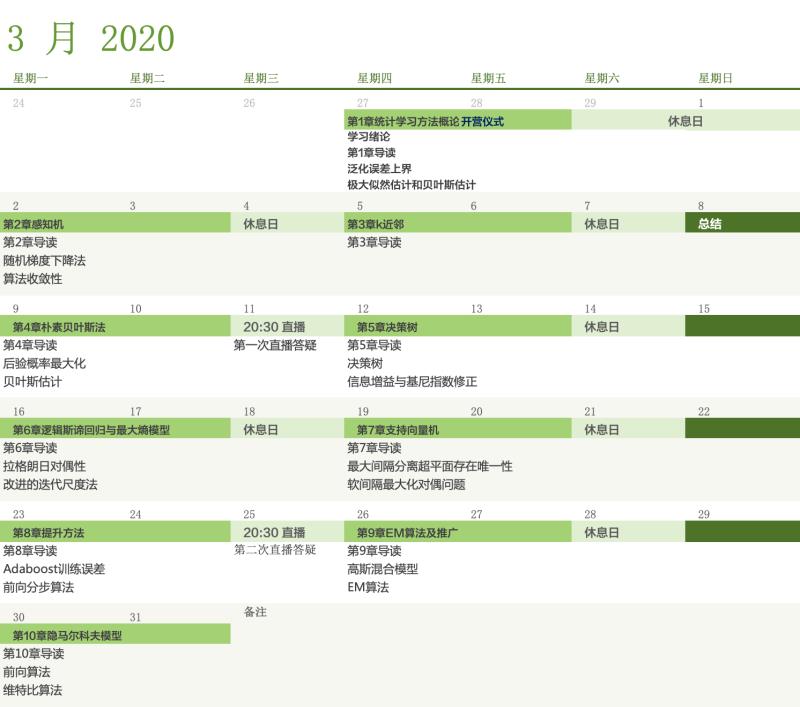 3 月 2020
星期一 星期二 星期三 星期四 星期五 星期六 星期日
24 25 26 27 28 29 1
第1章统计学习方法概论 开营仪式 休息日
学习绪论
第1章导读
泛化误差上界
极大似然估计和贝叶斯估计
2 3 4 5 6 7 8
第2章感知机 休息日 第3章k近邻 休息日 总结
第2章导读 第3章导读
随机梯度下降法
算法收敛性
9 10 11 12 13 14 15
第4章朴素贝叶斯法 20:30 直播 第5章决策树 休息日
第4章导读 第一次直播答疑 第5章导读
后验概率最大化 决策树
贝叶斯估计 信息增益与基尼指数修正
16 17 18 19 20 21 22
第6章逻辑斯谛回归与最大熵模型 休息日 第7章支持向量机 休息日
第6章导读 第7章导读
拉格朗日对偶性 最大间隔分离超平面存在唯一性
改进的迭代尺度法 软间隔最大化对偶问题
23 24 25 26 27 28 29
第8章提升方法 20:30 直播 第9章EM算法及推广 休息日
第8章导读 第二次直播答疑 第9章导读
Adaboost训练误差 高斯混合模型
前向分步算法 EM算法
30 31 备注
第10章隐马尔科夫模型
第10章导读
前向算法
维特比算法